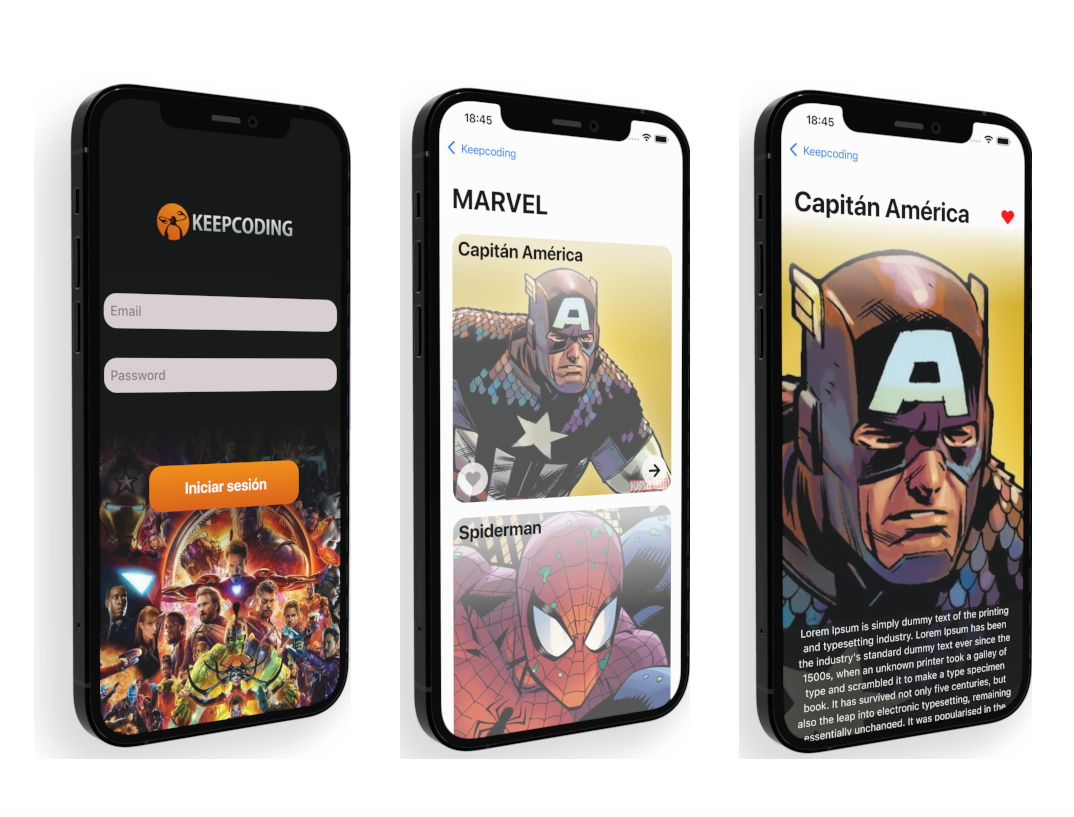 KEEPCODING
Email
Password
Iniciar sesión
18:45
Keepcoding
MARVEL
Capitán América
A
Spiderman
18:45
Keepcoding
Capitán América
A
Lorem Ipsum is simply dummy text of the printing
and typesetting industry. Lorem Ipsum has been
the industry's standard dummy text ever since the
1500s, when an unknown printer took a galley of
type and scrambled it to make a type specimen
book. It has survived not only five centuries, but
also the leap into electronic typesetting, remaining
essentially unchanged. It was popularised in the